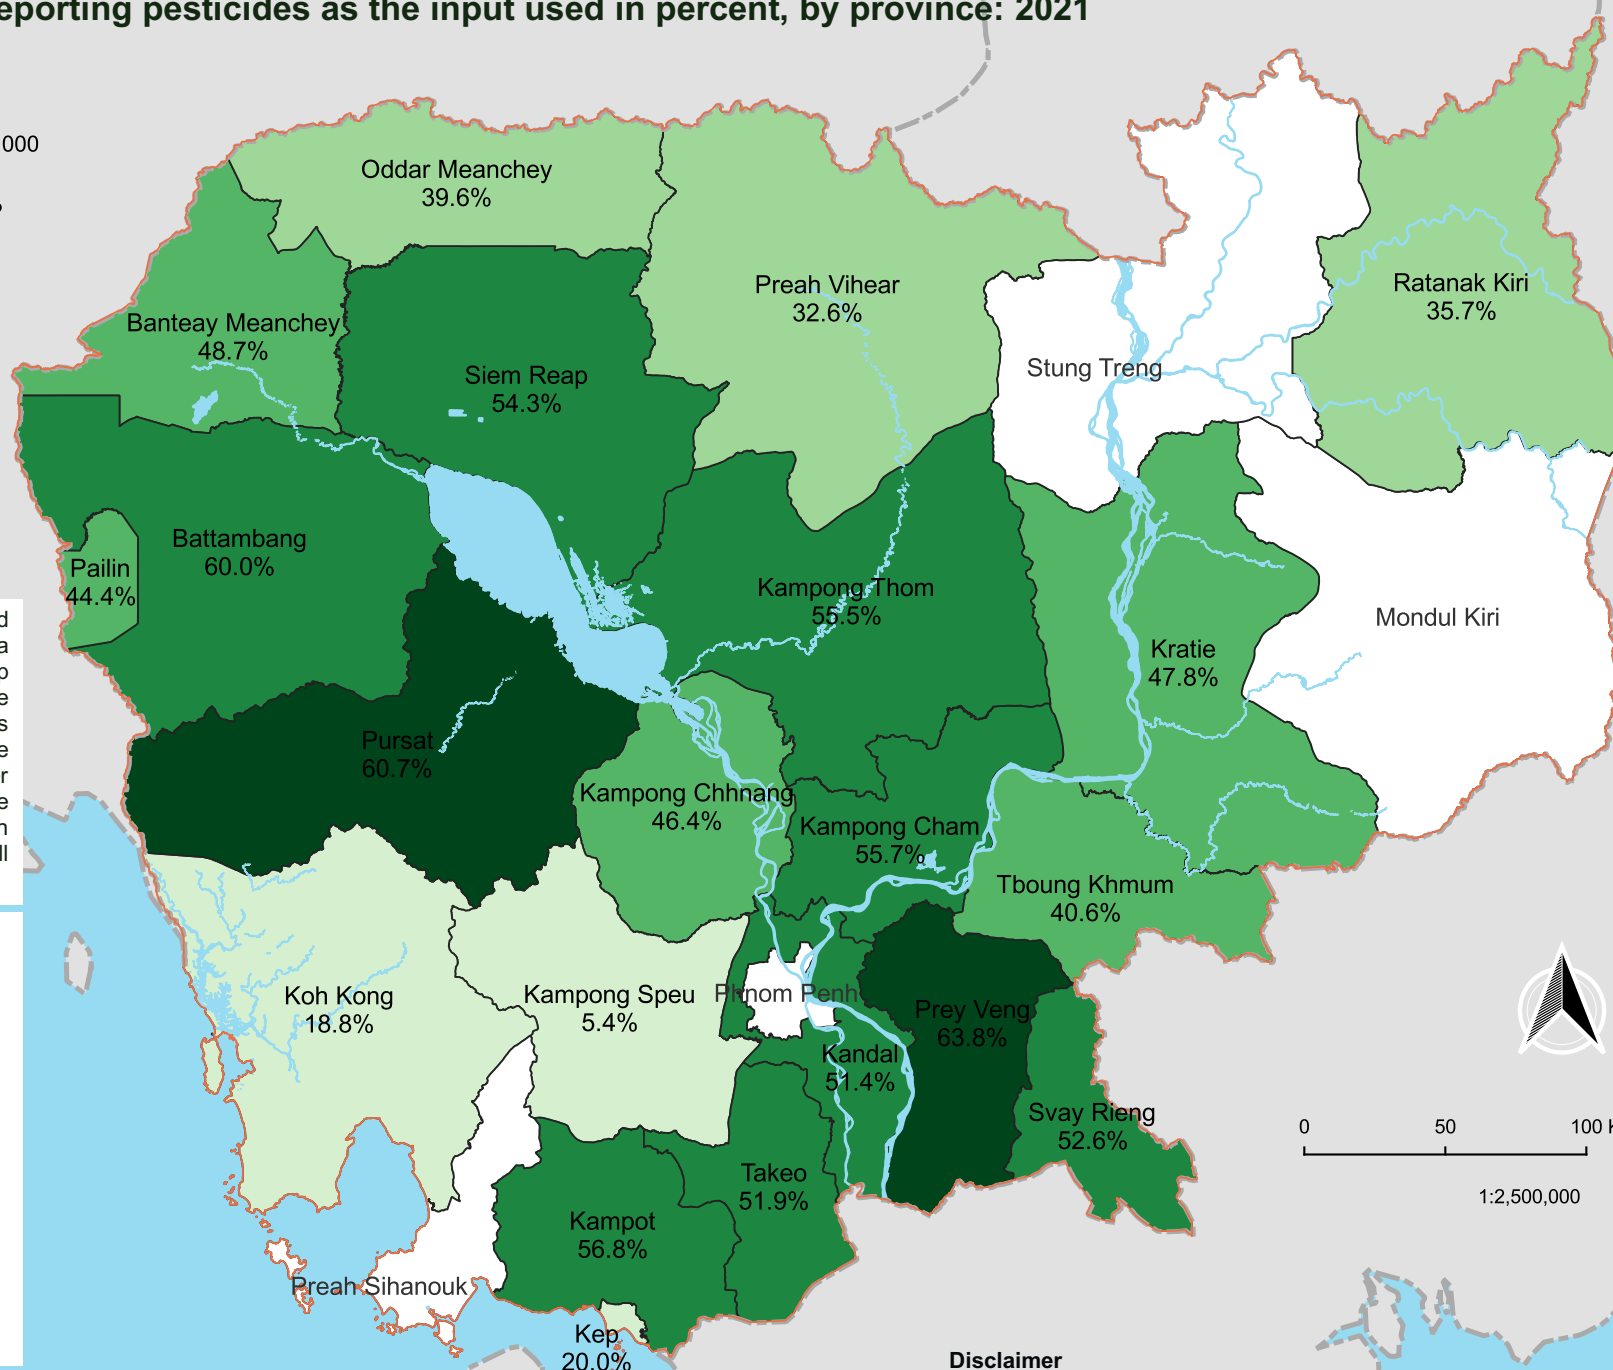 eporting pesticides as the input used in percent, by province: 2021
000
Oddar Meanchey
39.6%
Preah Vihear
32.6%
Ratanak Kiri
35.7%
Banteay Meanchey
48.7%
Siem Reap
54.3%
Stung Treng
Battambang
60.0%
Pailin
44.4%
Kampong Thom
55.5%
Mondul Kiri
Kratie
47.8%
d
a
p
e
s
e
r
e
n
ll
Pursat
60.7%
Kampong Chhnang
46.4%
Kampong Cham
55.7%
Tboung Khmum
40.6%
Koh Kong
18.8%
Kampong Speu
5.4%
Phnom Penh
Prey Veng
63.8%
Kandal
51.4%
Svay Rieng
52.6%
0 50 100
1:2,500,000
Takeo
51.9%
Kampot
56.8%
Preah Sihanouk
Kep
20.0%
Disclaimer